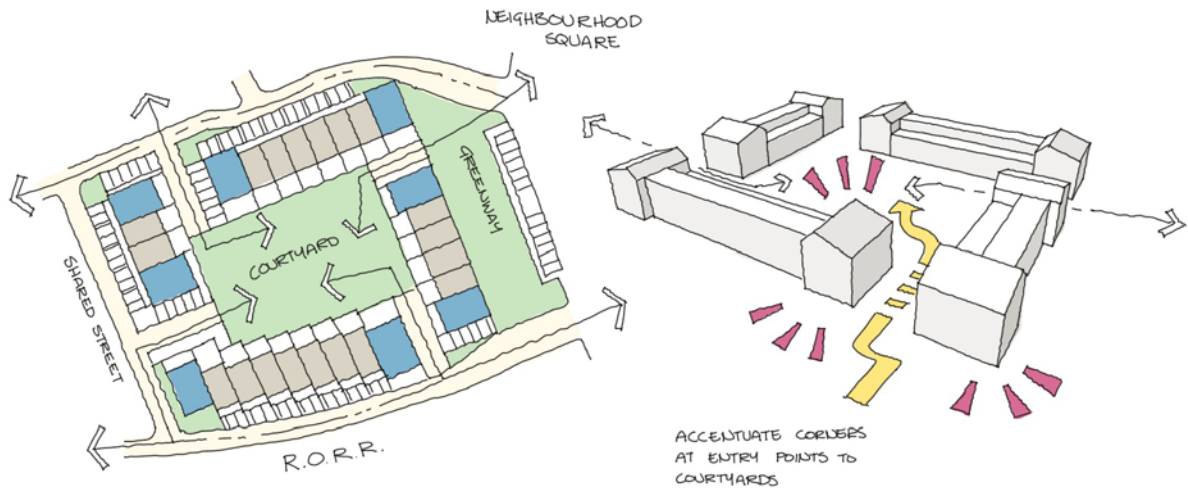 NEIGHBOURHOOD
SQUARE
GREENWAY
COURTYARD
SHARED STREET
R.O.R.R.
ACCENTUATE CORNERS
AT ENTRY POINTS TO
COURTYARDS